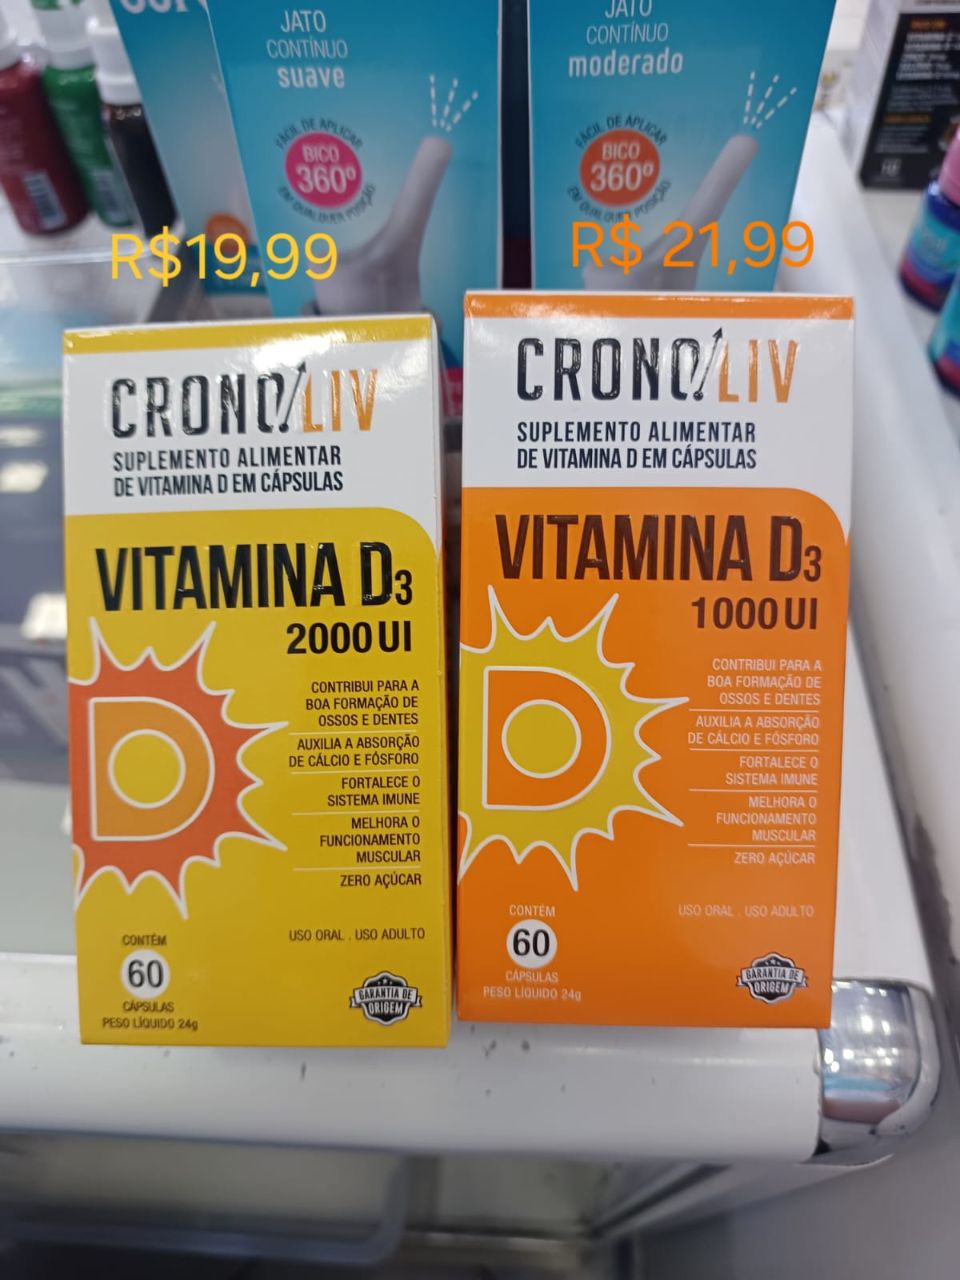 JATO
CONTÍNUO
suave
FÁCIL DE APLICAR
BICO
360º
EM QUALQUER POSIÇÃO
JATO
CONTÍNUO
moderado
FÁCIL DE APLICAR
BICO
360º
EM QUALQUER POSIÇÃO
R$19,99
R$ 21,99
CRONOLIV
SUPLEMENTO ALIMENTAR
DE VITAMINA D EM CÁPSULAS
VITAMINA D3
2000 UI
CONTRIBUI PARA A
BOA FORMAÇÃO DE
OSSOS E DENTES
AUXILIA A ABSORÇÃO
DE CÁLCIO E FÓSFORO
FORTALECE O
SISTEMA IMUNE
MELHORA O
FUNCIONAMENTO
MUSCULAR
ZERO AÇÚCAR
D
USO ORAL . USO ADULTO
CONTÉM
60
CÁPSULAS
PESO LÍQUIDO 24g
GARANTIA DE
ORIGEM
CRONOLIV
SUPLEMENTO ALIMENTAR
DE VITAMINA D EM CÁPSULAS
VITAMINA D3
1000 UI
CONTRIBUI PARA A
BOA FORMAÇÃO DE
OSSOS E DENTES
AUXILIA A ABSORÇÃO
DE CÁLCIO E FÓSFORO
FORTALECE O
SISTEMA IMUNE
MELHORA O
FUNCIONAMENTO
MUSCULAR
ZERO AÇÚCAR
D
USO ORAL . USO ADULTO
CONTÉM
60
CÁPSULAS
PESO LÍQUIDO 24g
GARANTIA DE
ORIGEM